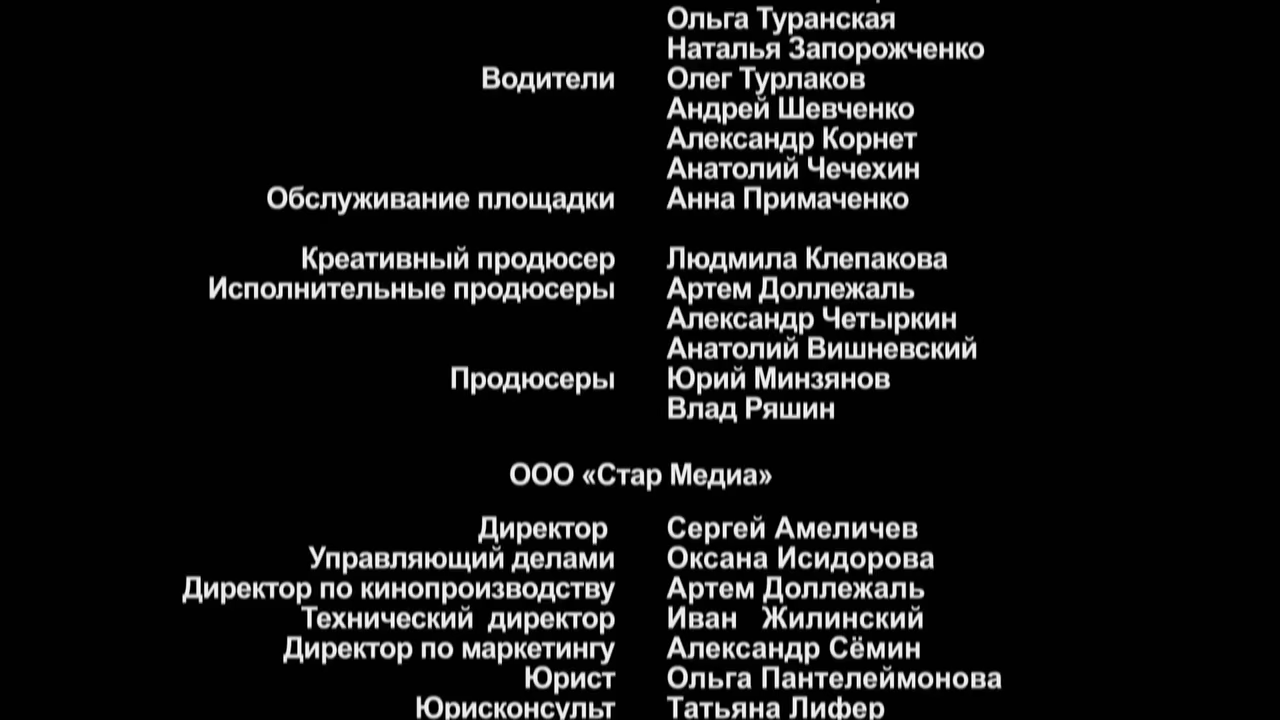 Ольга Туранская
Наталья Запорожченко
Водители Олег Турлаков
Андрей Шевченко
Александр Корнет
Анатолий Чечехин
Обслуживание площадки Анна Примаченко
Креативный продюсер Людмила Клепакова
Исполнительные продюсеры Артем Доллежаль
Александр Четыркин
Анатолий Вишневский
Продюсеры Юрий Минзянов
Влад Ряшин
ООО «Стар Медиа»
Директор Сергей Амеличев
Управляющий делами Оксана Исидорова
Директор по кинопроизводству Артем Доллежаль
Технический директор Иван Жилинский
Директор по маркетингу Александр Сёмин
Юрист Ольга Пантелеймонова
Юрисконсульт Татьяна Лифер